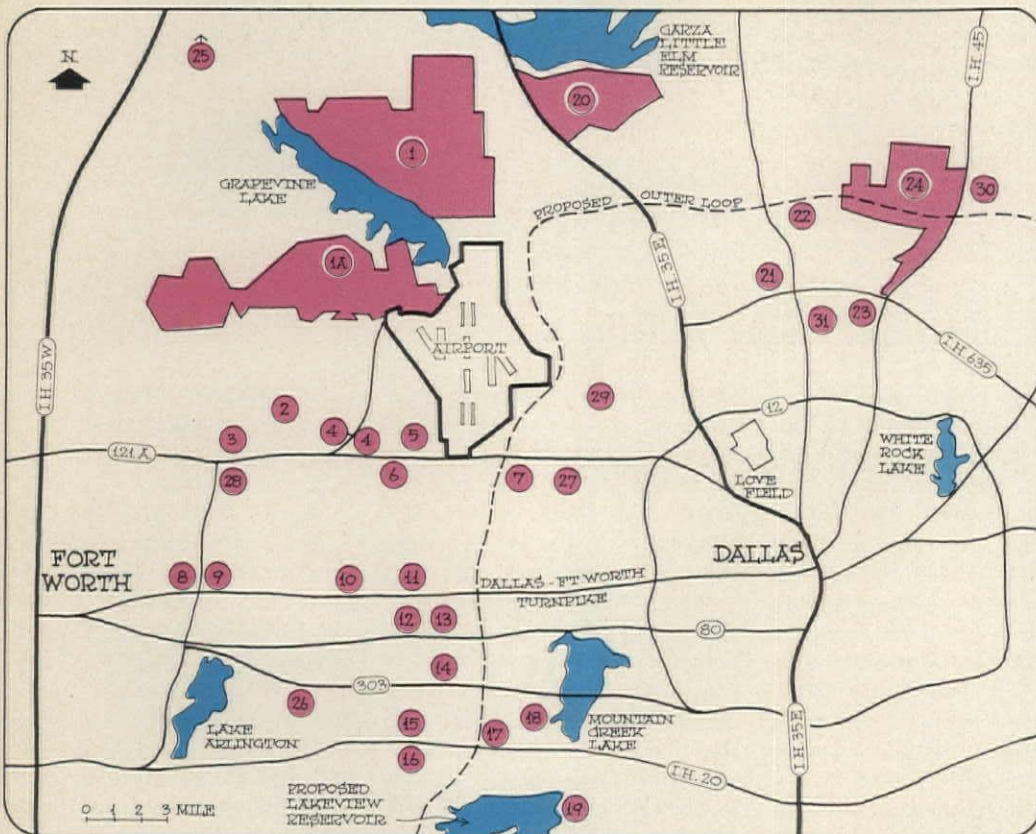 N.
25
GARZA
LITTLE
ELM
RESERVOIR
I.H. 45
20
1
GRAPEVINE
LAKE
24
30
PROPOSED OUTER LOOP
22
1A
I.H. 35E
21
31
23
AIRPORT
I.H. 635
I.H. 35W
2
29
12
3
4
4
5
121 A
28
6
7
27
LOVE
FIELD
WHITE
ROCK
LAKE
FORT
WORTH
DALLAS
8
9
10
11
DALLAS - FT WORTH
TURNPIKE
12
13
80
14
303
26
LAKE
ARLINGTON
15
16
17
18
MOUNTAIN
CREEK
LAKE
I.H. 20
I.H. 35E
0 1 2 3 MILE
PROPOSED
LAKEVIEW
RESERVOIR
19